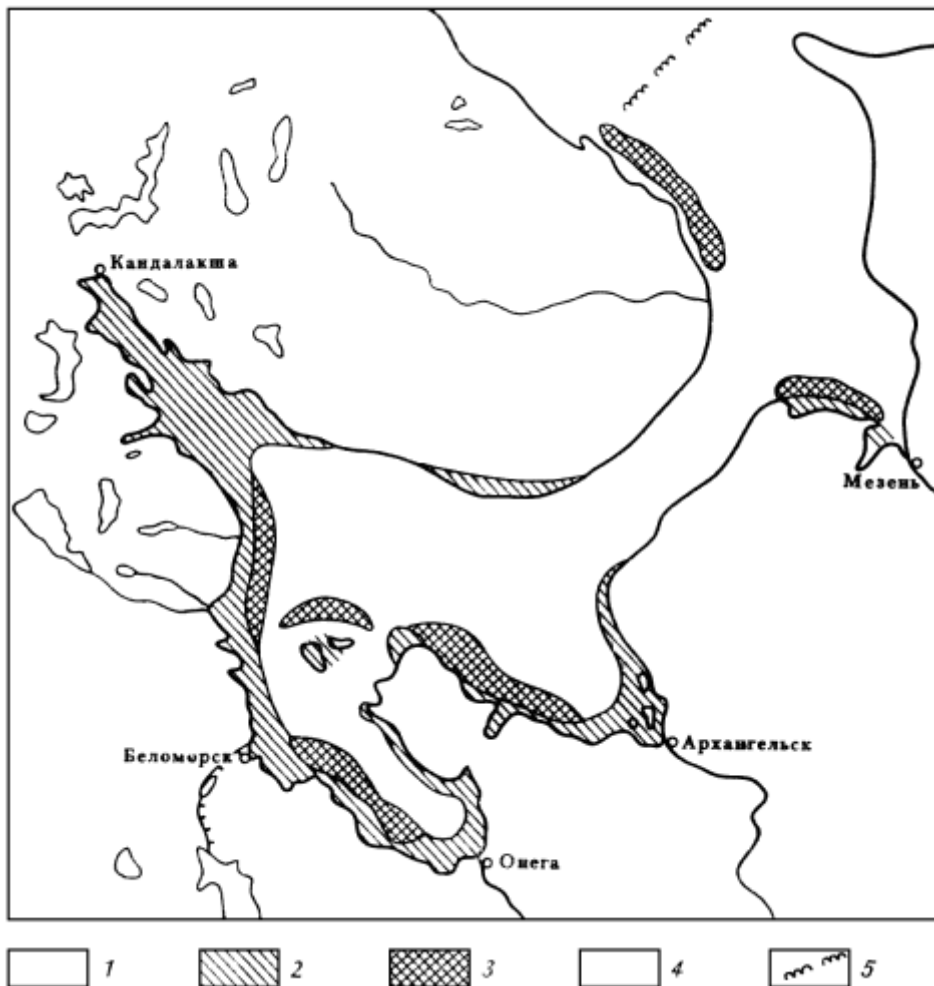 Кандалакша
Мезень
Архангельск
Беломорск
Онега
1 2 3 4 5